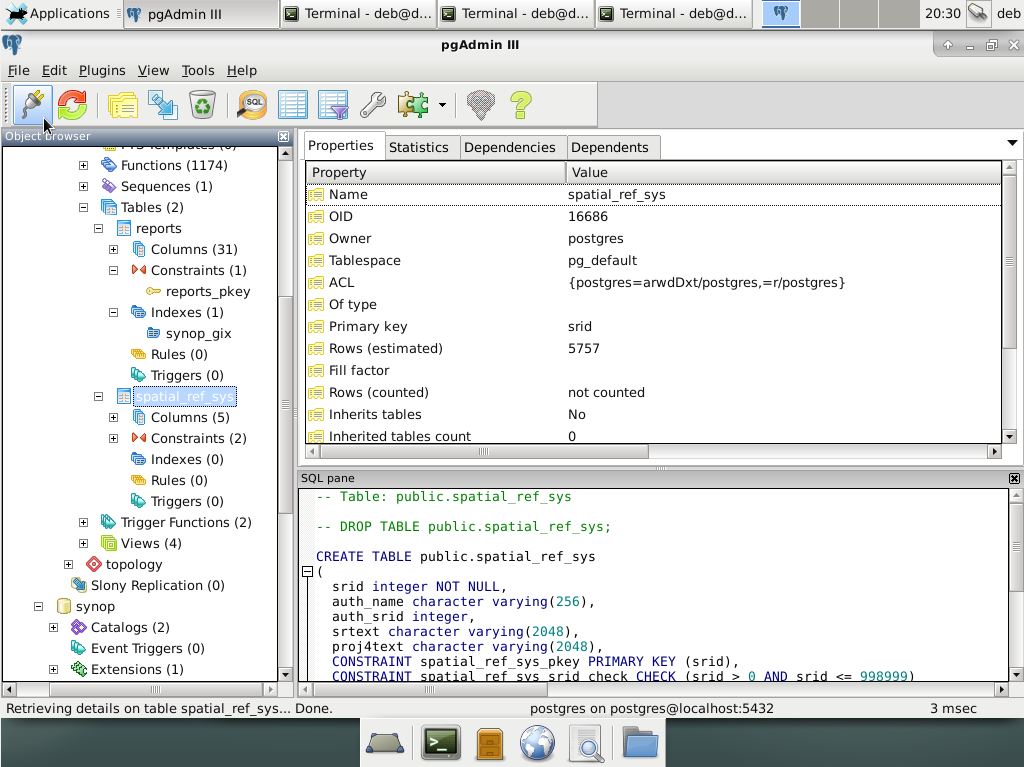 Applications
pgAdmin III
Terminal - deb@d...
Terminal - deb@d...
Terminal - deb@d...
20:30
deb
pgAdmin III
File Edit Plugins View Tools Help
SQL
Object browser
Functions (1174)
Sequences (1)
Tables (2)
reports
Columns (31)
Constraints (1)
reports_pkey
Indexes (1)
synop_gix
Rules (0)
Triggers (0)
spatial_ref_sys
Columns (5)
Constraints (2)
Indexes (0)
Rules (0)
Triggers (0)
Trigger Functions (2)
Views (4)
topology
Slony Replication (0)
synop
Catalogs (2)
Event Triggers (0)
Extensions (1)
Properties Statistics Dependencies Dependents
Property Value
Name spatial_ref_sys
OID 16686
Owner postgres
Tablespace pg_default
ACL {postgres=arwdDxt/postgres,=r/postgres}
Of type
Primary key srid
Rows (estimated) 5757
Fill factor
Rows (counted) not counted
Inherits tables No
Inherited tables count 0
SQL pane
-- Table: public.spatial_ref_sys
-- DROP TABLE public.spatial_ref_sys;
CREATE TABLE public.spatial_ref_sys
(
srid integer NOT NULL,
auth_name character varying(256),
auth_srid integer,
srtext character varying(2048),
proj4text character varying(2048),
CONSTRAINT spatial_ref_sys_pkey PRIMARY KEY (srid),
CONSTRAINT spatial_ref_sys_srid_check CHECK (srid > 0 AND srid <= 998999)
Retrieving details on table spatial_ref_sys... Done.
postgres on postgres@localhost:5432
3 msec